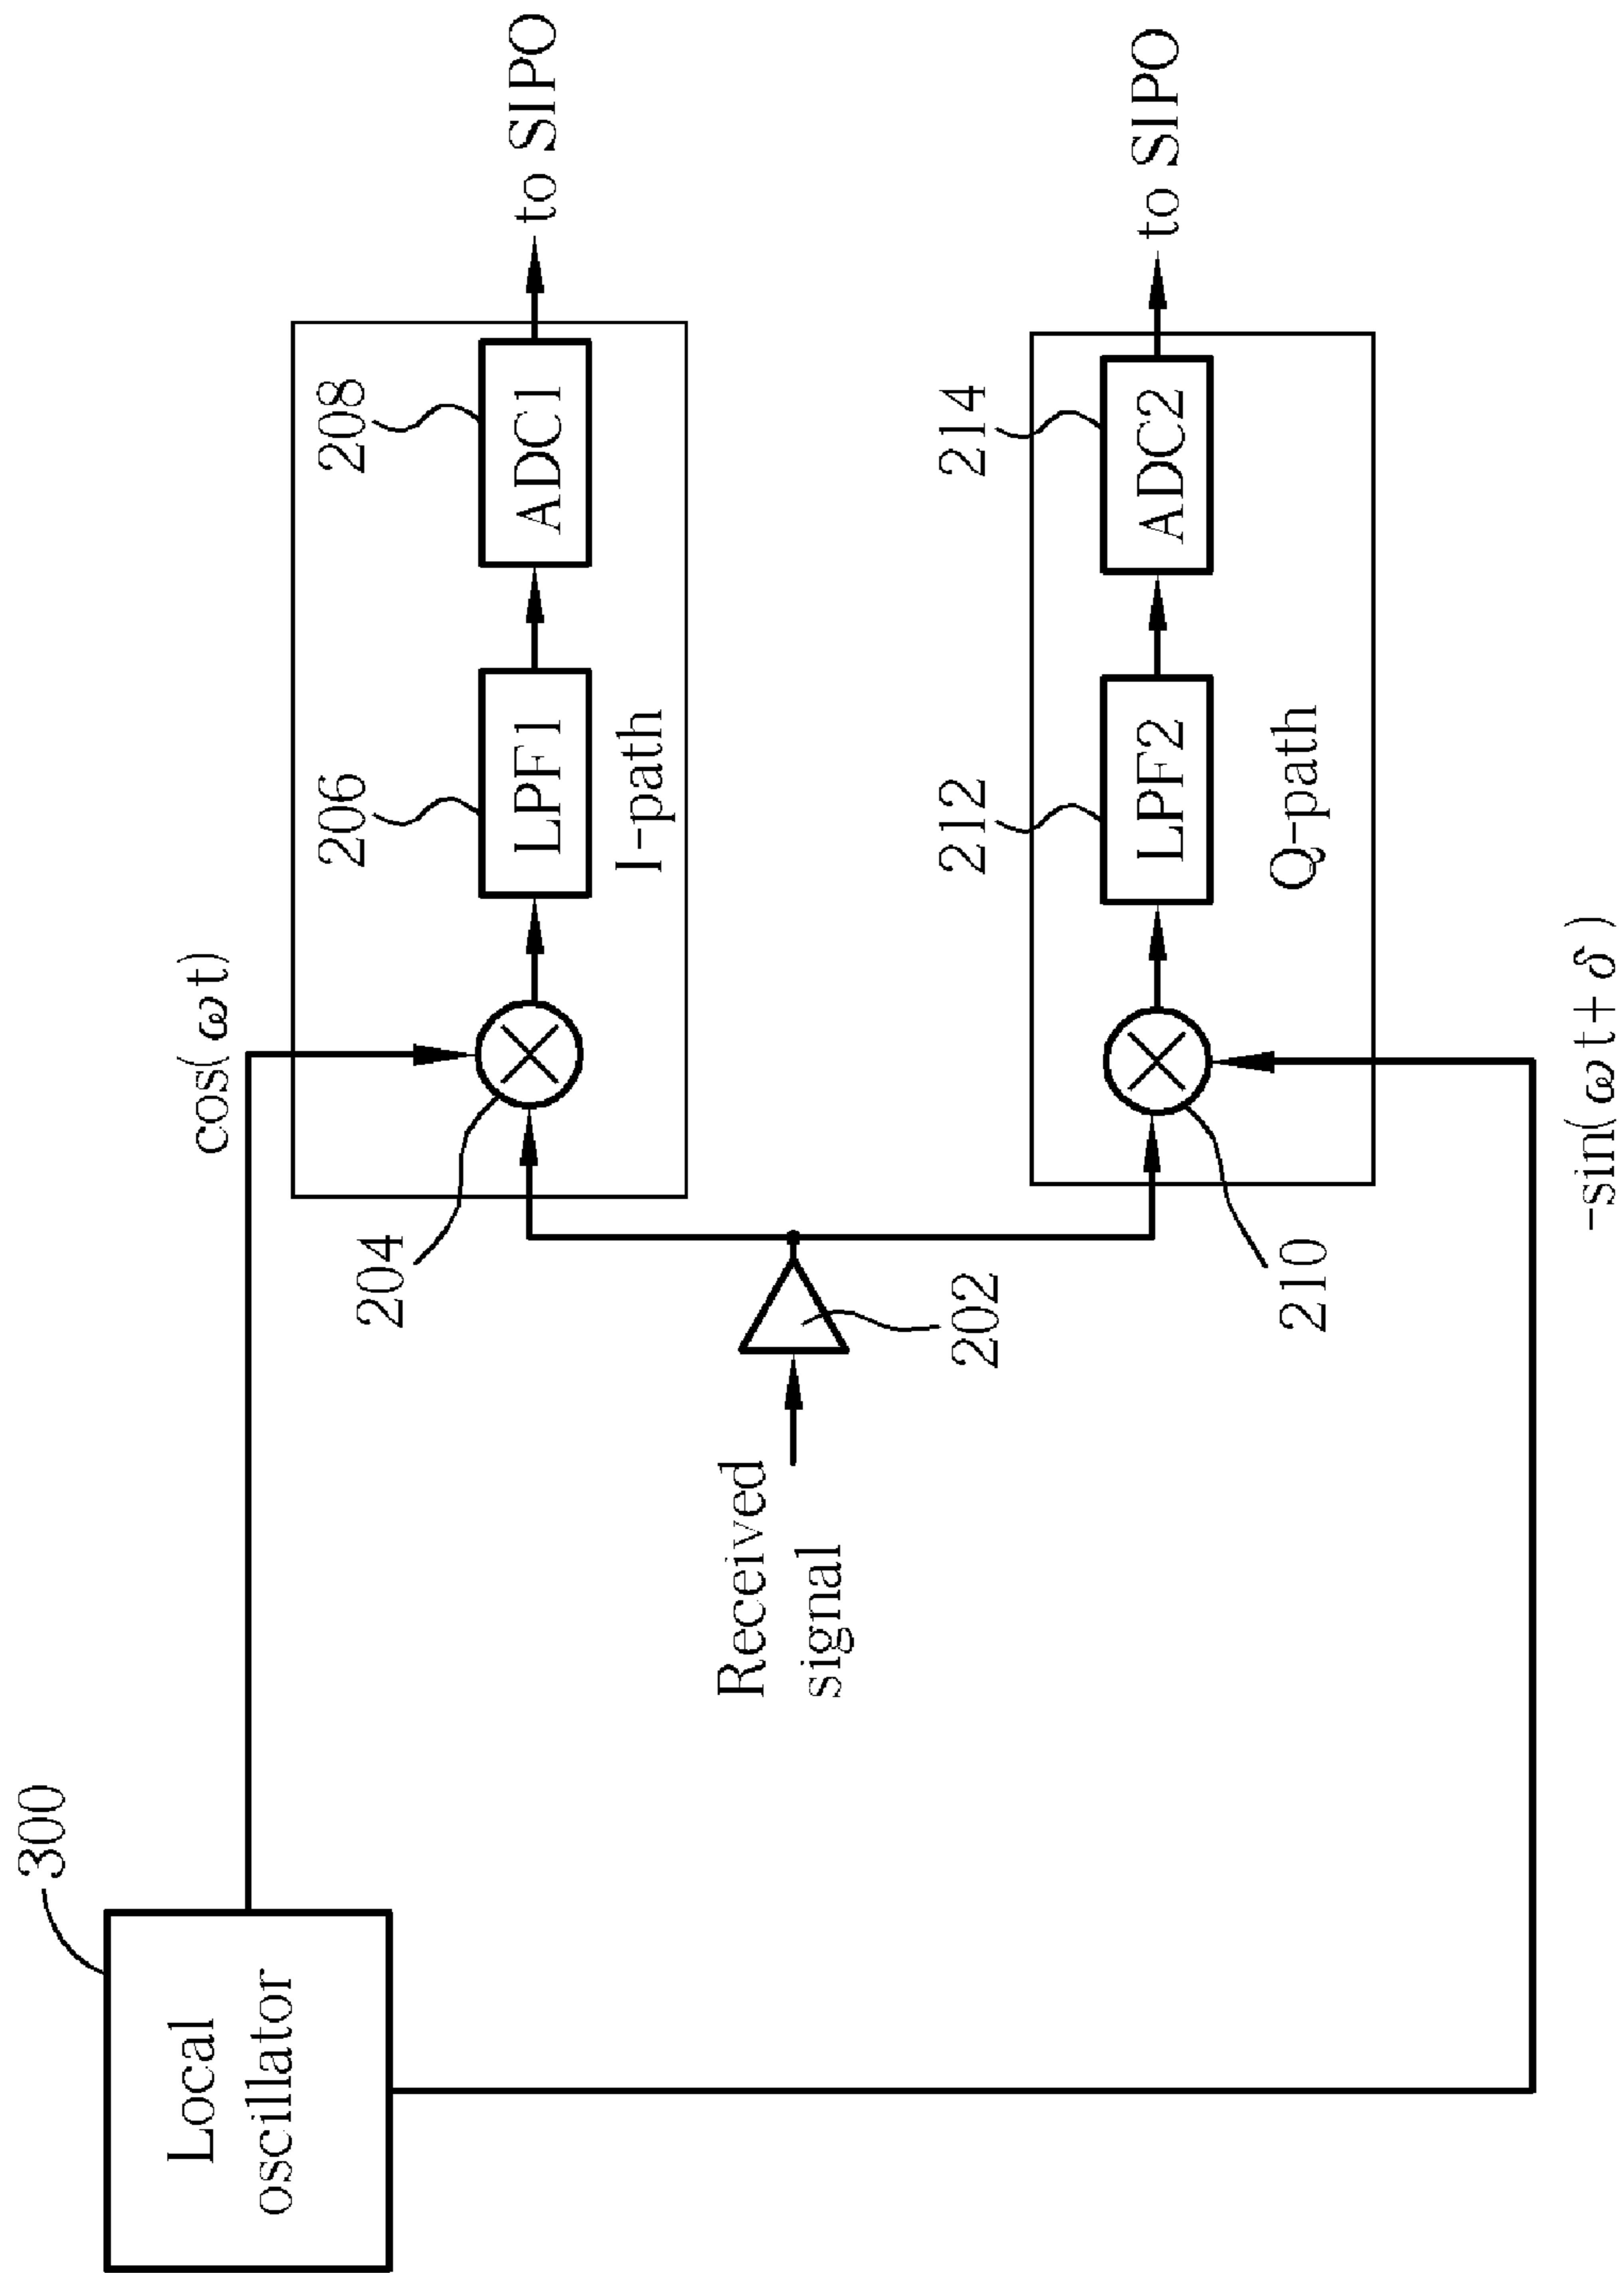 300
Local
oscillator
cos(ωt)
204
206
208
LPF1
ADC1
to SIPO
I-path
Received
signal
202
212
214
LPF2
ADC2
to SIPO
210
Q-path
-sin(ωt+δ)